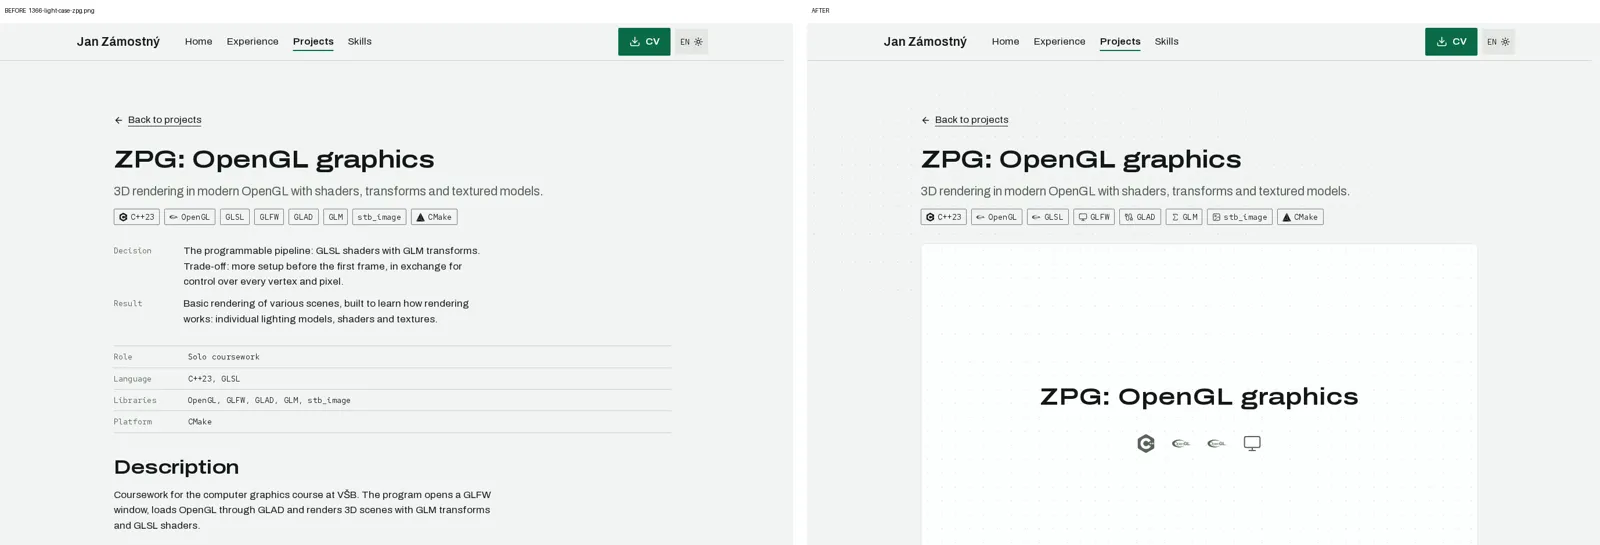 BEFORE 1366-light-case-zpg.png
Jan Zámostný
Home Experience Projects Skills
CV
EN
Back to projects
ZPG: OpenGL graphics
3D rendering in modern OpenGL with shaders, transforms and textured models.
C++23 OpenGL GLSL GLFW GLAD GLM stb_image CMake
Decision The programmable pipeline: GLSL shaders with GLM transforms.
Trade-off: more setup before the first frame, in exchange for
control over every vertex and pixel.
Result Basic rendering of various scenes, built to learn how rendering
works: individual lighting models, shaders and textures.
Role Solo coursework
Language C++23, GLSL
Libraries OpenGL, GLFW, GLAD, GLM, stb_image
Platform CMake
Description
Coursework for the computer graphics course at VŠB. The program opens a GLFW
window, loads OpenGL through GLAD and renders 3D scenes with GLM transforms
and GLSL shaders.
AFTER
Jan Zámostný
Home Experience Projects Skills
CV
EN
Back to projects
ZPG: OpenGL graphics
3D rendering in modern OpenGL with shaders, transforms and textured models.
C++23 OpenGL GLSL GLFW GLAD GLM stb_image CMake
ZPG: OpenGL graphics